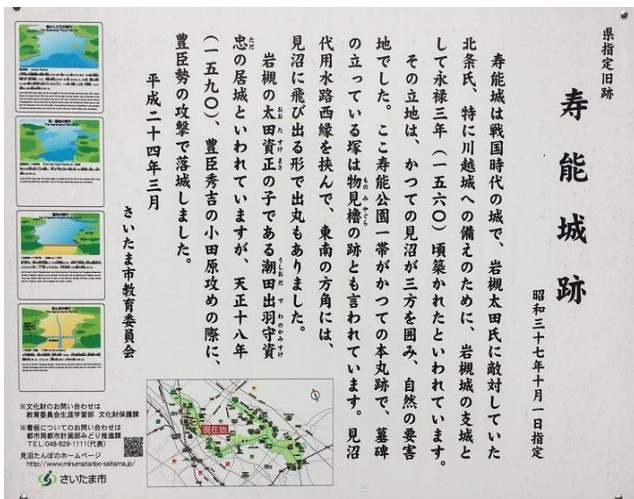 県指定旧跡
寿能城跡
昭和三十七年十月一日指定
寿能城は戦国時代の城で、岩槻太田氏に敵対していた
北条氏、特に川越城への備えのために、岩槻城の支城と
して永禄三年(一五六〇)頃築かれたといわれています。
その立地は、かつての見沼が三方を囲み、自然の要害
地でした。ここ寿能公園一帯がかつての本丸跡で、墓碑
の立っている塚は物見櫓の跡とも言われています。見沼
代用水路西縁を挟んで、東南の方角には、
見沼に飛び出る形で出丸もありました。
岩槻の太田資正の子である潮田出羽守資
忠の居城といわれていますが、天正十八年
(一五九〇)、豊臣秀吉の小田原攻めの際に、
豊臣勢の攻撃で落城しました。
平成二十四年三月
さいたま市教育委員会
現在地
※文化財のお問い合わせは
教育委員会生涯学習部 文化財保護課
※看板についてのお問い合わせは
都市局都市計画部みどり推進課
TEL:048-829-1111(代表)
見沼たんぼのホームページ
http://www.minumatanbo-saitama.jp/
さいたま市